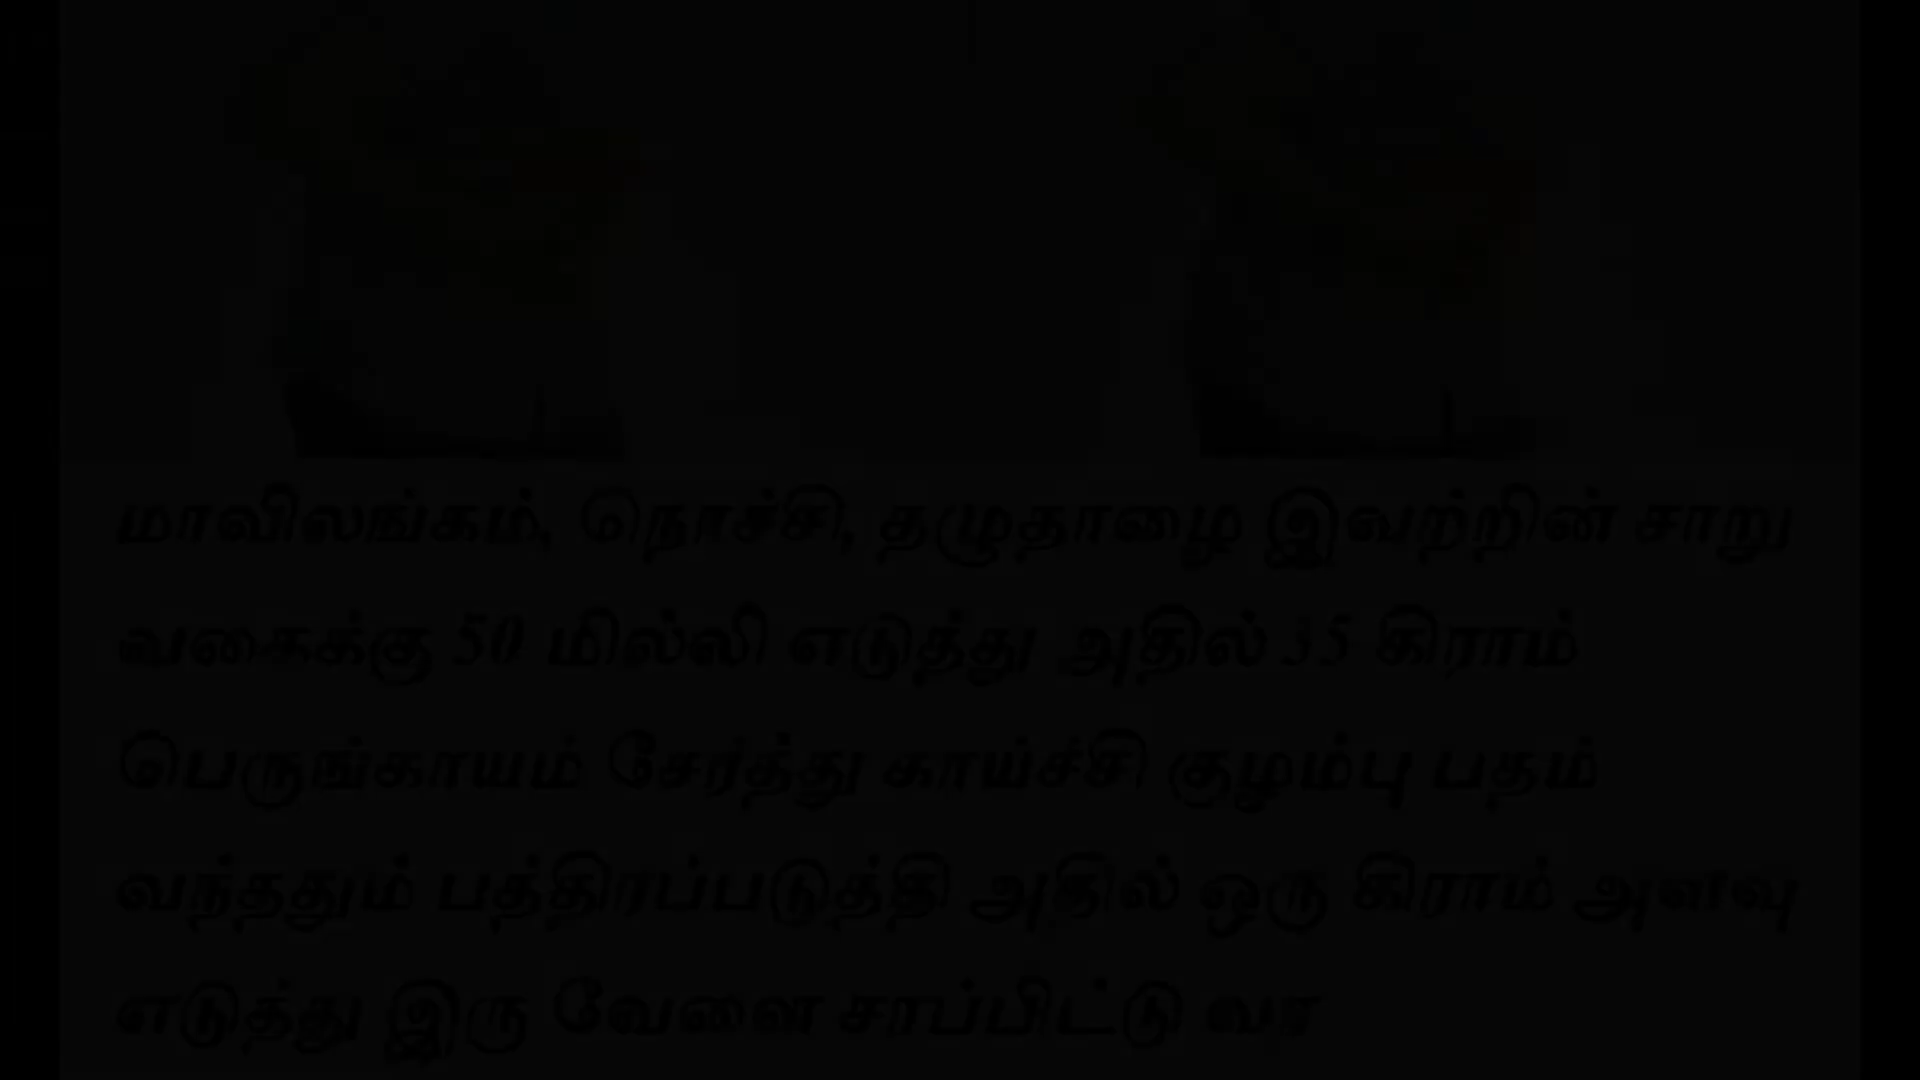 மாவிலங்கம், நொச்சி, தழுதாழை இவற்றின் சாறு
வகைக்கு 50 மில்லி எடுத்து அதில் 35 கிராம்
பெருங்காயம் சேர்த்து காய்ச்சி குழம்பு பதம்
வந்ததும் பத்திரப்படுத்தி அதில் ஒரு கிராம் அளவு
எடுத்து இரு வேளை சாப்பிட்டு வர